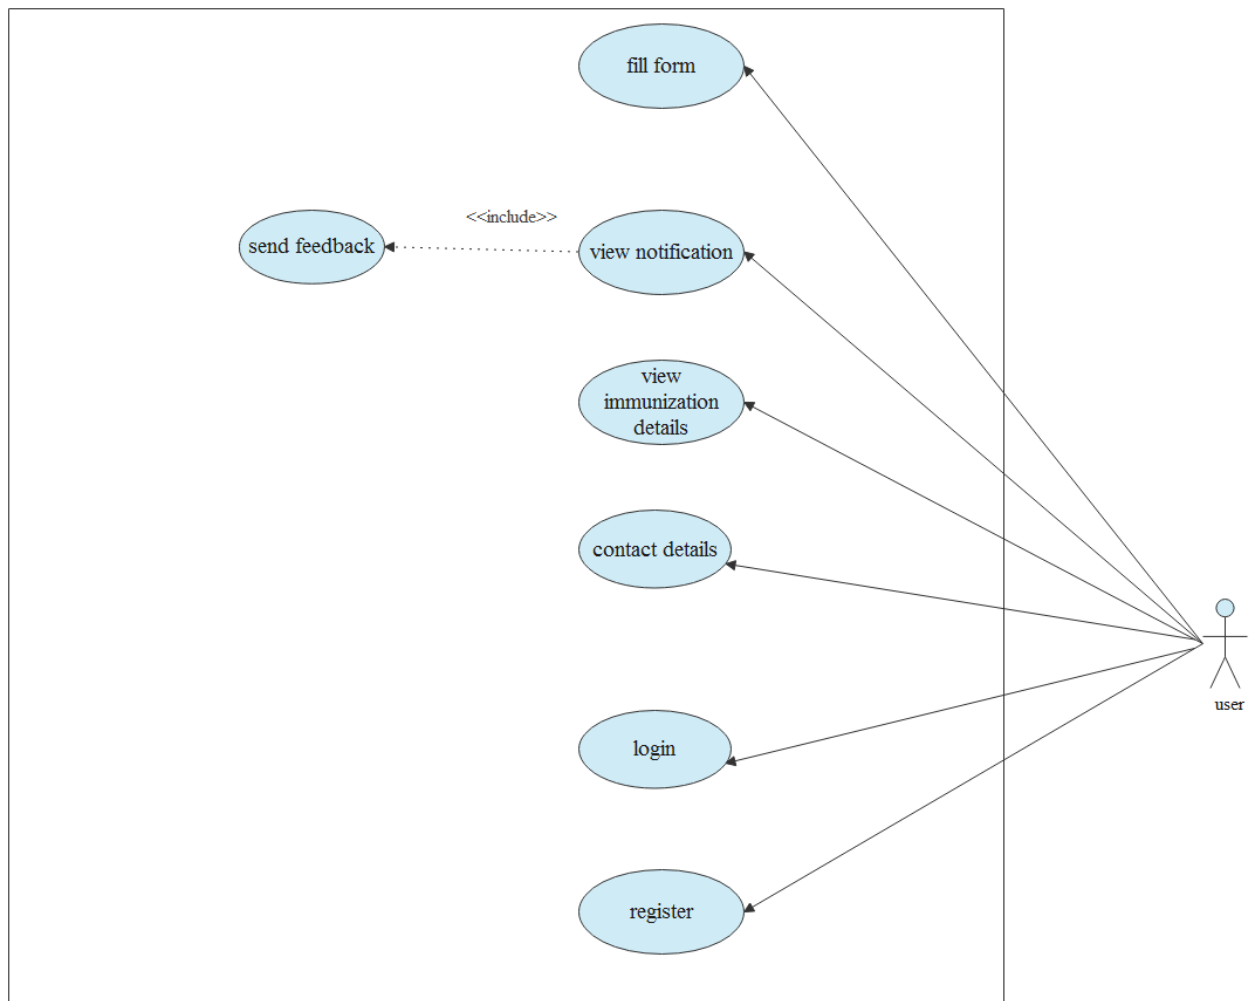 fill form
<<include>>
send feedback
view notification
view
immunization
details
contact details
user
login
register